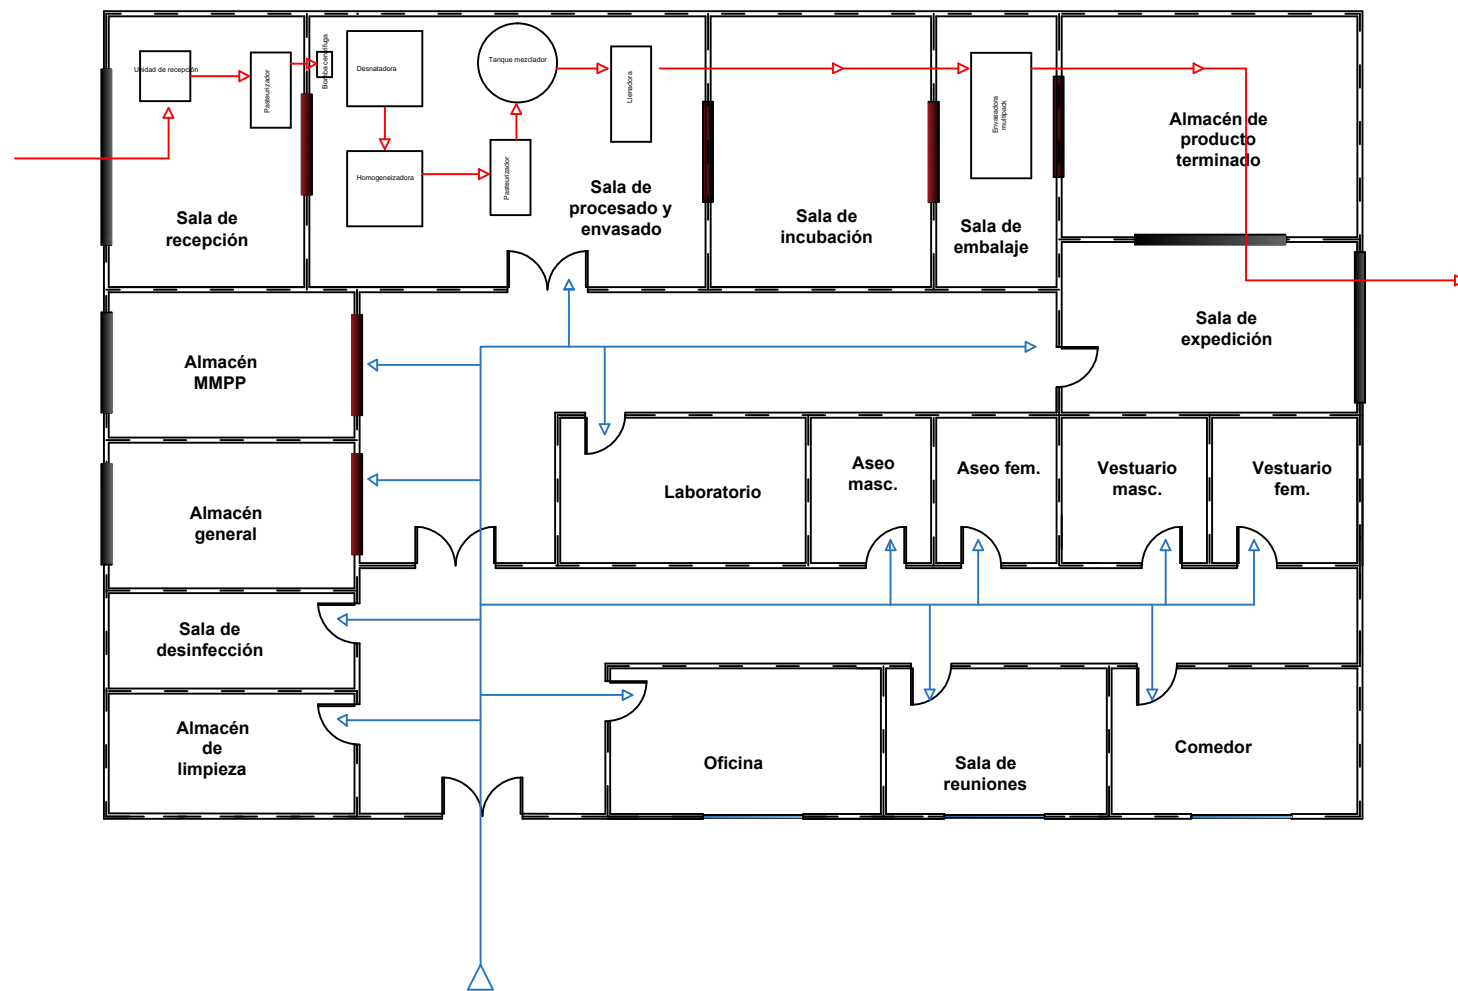 Unidad de recepción
Pasteurizador
Bomba centrífuga
Desnatadora
Homogeneizadora
Pasteurizador
Tanque mezclador
Llenadora
Envasadora
multipack
Sala de
recepción
Sala de
procesado y
envasado
Sala de
incubación
Sala de
embalaje
Almacén de
producto
terminado
Sala de
expedición
Almacén
MMPP
Almacén
general
Laboratorio
Aseo
masc.
Aseo fem.
Vestuario
masc.
Vestuario
fem.
Sala de
desinfección
Almacén
de
limpieza
Oficina
Sala de
reuniones
Comedor